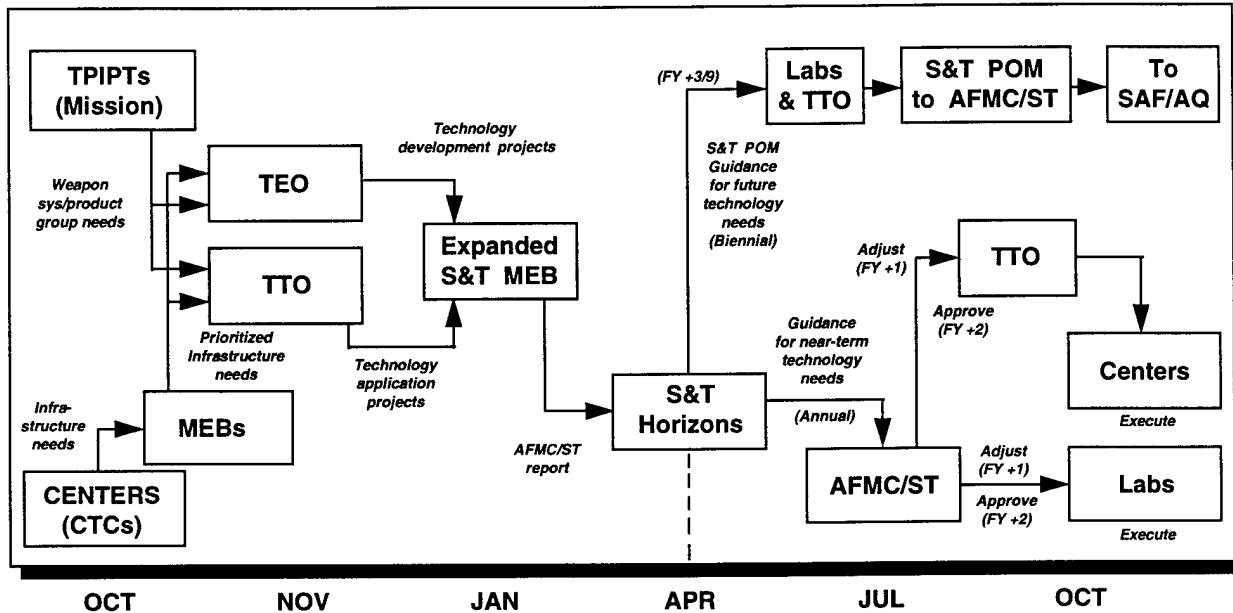 TPIPTs
(Mission)
Weapon
sys/product
group needs
TEO
TTO
Technology
development projects
Prioritized
infrastructure
needs
Infra-
structure
needs
MEBs
CENTERS
(CTCs)
Technology
application
projects
Expanded
S&T MEB
AFMC/ST
report
S&T
Horizons
(FY +3/9)
S&T POM
Guidance
for future
technology
needs
(Biennial)
Labs
& TTO
S&T POM
to AFMC/ST
To
SAF/AQ
Guidance
for near-term
technology
needs
(Annual)
AFMC/ST
Adjust
(FY +1)
Approve
(FY +2)
TTO
Centers
Execute
Adjust
(FY +1)
Approve
(FY +2)
Labs
Execute
OCT NOV JAN APR JUL OCT